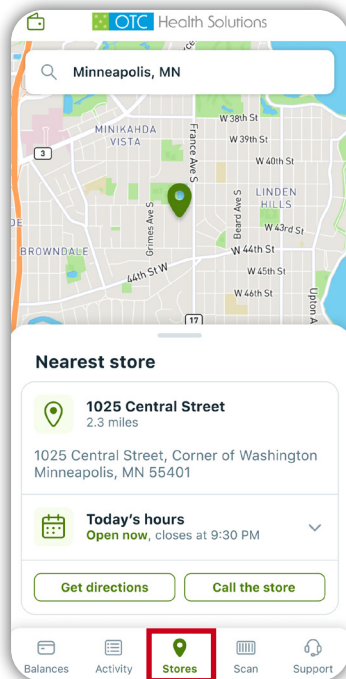 OTC Health Solutions
Minneapolis, MN
W 38th St
MINIKAHDA
VISTA
France Ave S
W 39th St
3
W 40th St
Grimes Ave S
Beard Ave S
LINDEN
HILLS
W 43rd St
BROWNDALE
W 44th St
44th St W
W 45th St
W 46th St
Upton A
17
Nearest store
1025 Central Street
2.3 miles
1025 Central Street, Corner of Washington
Minneapolis, MN 55401
Today's hours
Open now, closes at 9:30 PM
Get directions
Call the store
Balances
Activity
Stores
Scan
Support